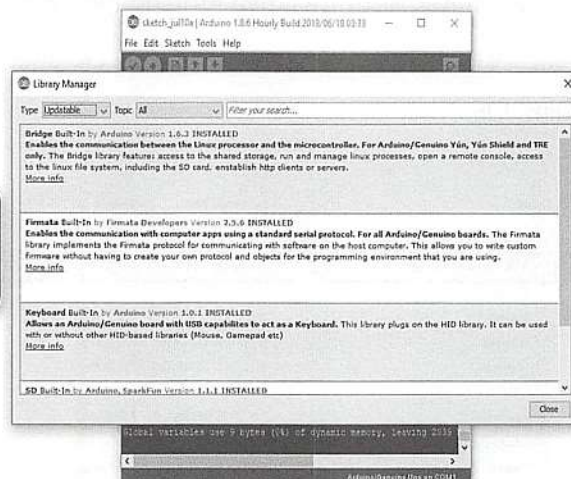 sketch_jul10a | Arduino 1.8.6 Hourly Build 2018/06/18 03:33
File Edit Sketch Tools Help
Library Manager
Type Updatable Topic All Filter your search...
Bridge Built-In by Arduino Version 1.6.3 INSTALLED
Enables the communication between the Linux processor and the microcontroller. For Arduino/Genuino Yún, Yún Shield and TRE
only. The Bridge library features access to the shared storage, run and manage linux processes, open a remote console, access
to the linux file system, including the SD card, enstablish http clients or servers.
More info
Firmata Built-In by Firmata Developers Version 2.5.6 INSTALLED
Enables the communication with computer apps using a standard serial protocol. For all Arduino/Genuino boards. The Firmata
library implements the Firmata protocol for communicating with software on the host computer. This allows you to write custom
firmware without having to create your own protocol and objects for the programming environment that you are using.
More info
Keyboard Built-In by Arduino Version 1.0.1 INSTALLED
Allows an Arduino/Genuino board with USB capabilites to act as a Keyboard. This library plugs on the HID library. It can be used
with or without other HID-based libraries (Mouse, Gamepad etc)
More info
SD Built-In by Arduino, SparkFun Version 1.1.1 INSTALLED
Close
Global variables use 9 bytes (0%) of dynamic memory, leaving 2039
Arduino/Genuino Uno on COM1